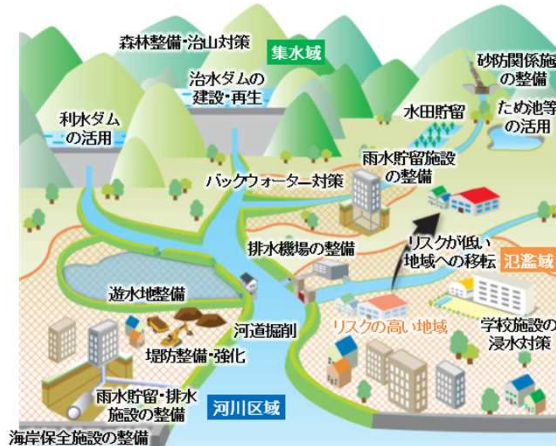 森林整備・治山対策
集水域
砂防関係施
の整備
治水ダムの
建設・再生
利水ダム
の活用
水田貯留
ため池等
の活用
雨水貯留施設
の整備
バックウォーター対策
排水機場の整備
リスクが低い
地域への移転
氾濫域
遊水地整備
河道掘削
リスクの高い地域
学校施設の
浸水対策
堤防整備・強化
雨水貯留・排水
施設の整備
河川区域
海岸保全施設の整備